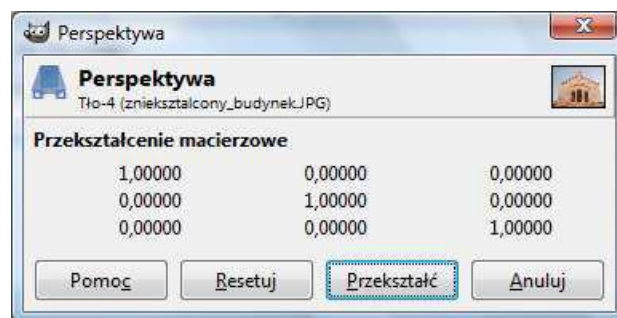 Perspektywa
Perspektywa
Tło-4 (znieksztalcony_budynek.JPG)
Przekształcenie macierzowe
1,00000 0,00000 0,00000
0,00000 1,00000 0,00000
0,00000 0,00000 1,00000
Pomoc Resetuj Przekształć Anuluj